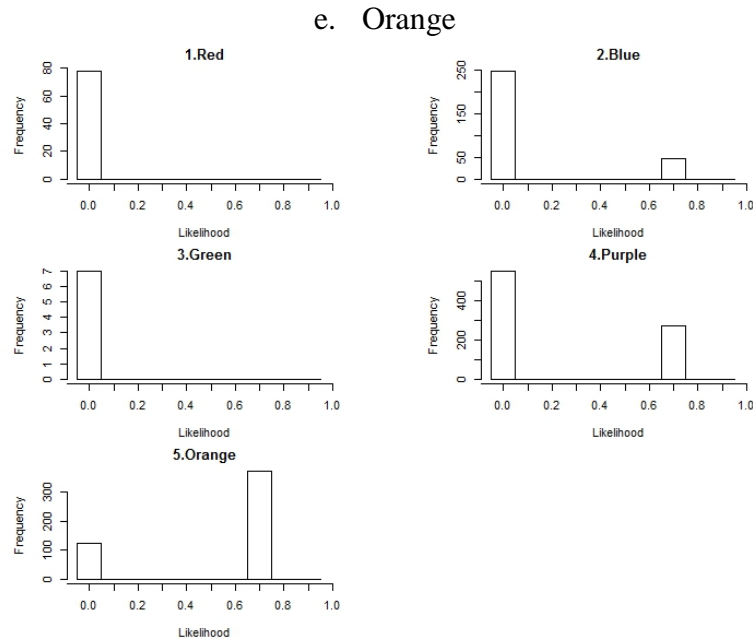 e. Orange
1.Red
Frequency
0 20 40 60 80
0.0 0.2 0.4 0.6 0.8 1.0
Likelihood
2.Blue
Frequency
0 50 150 250
0.0 0.2 0.4 0.6 0.8 1.0
Likelihood
3.Green
Frequency
0 1 2 3 4 5 6 7
0.0 0.2 0.4 0.6 0.8 1.0
Likelihood
4.Purple
Frequency
0 200 400
0.0 0.2 0.4 0.6 0.8 1.0
Likelihood
5.Orange
Frequency
0 100 200 300
0.0 0.2 0.4 0.6 0.8 1.0
Likelihood